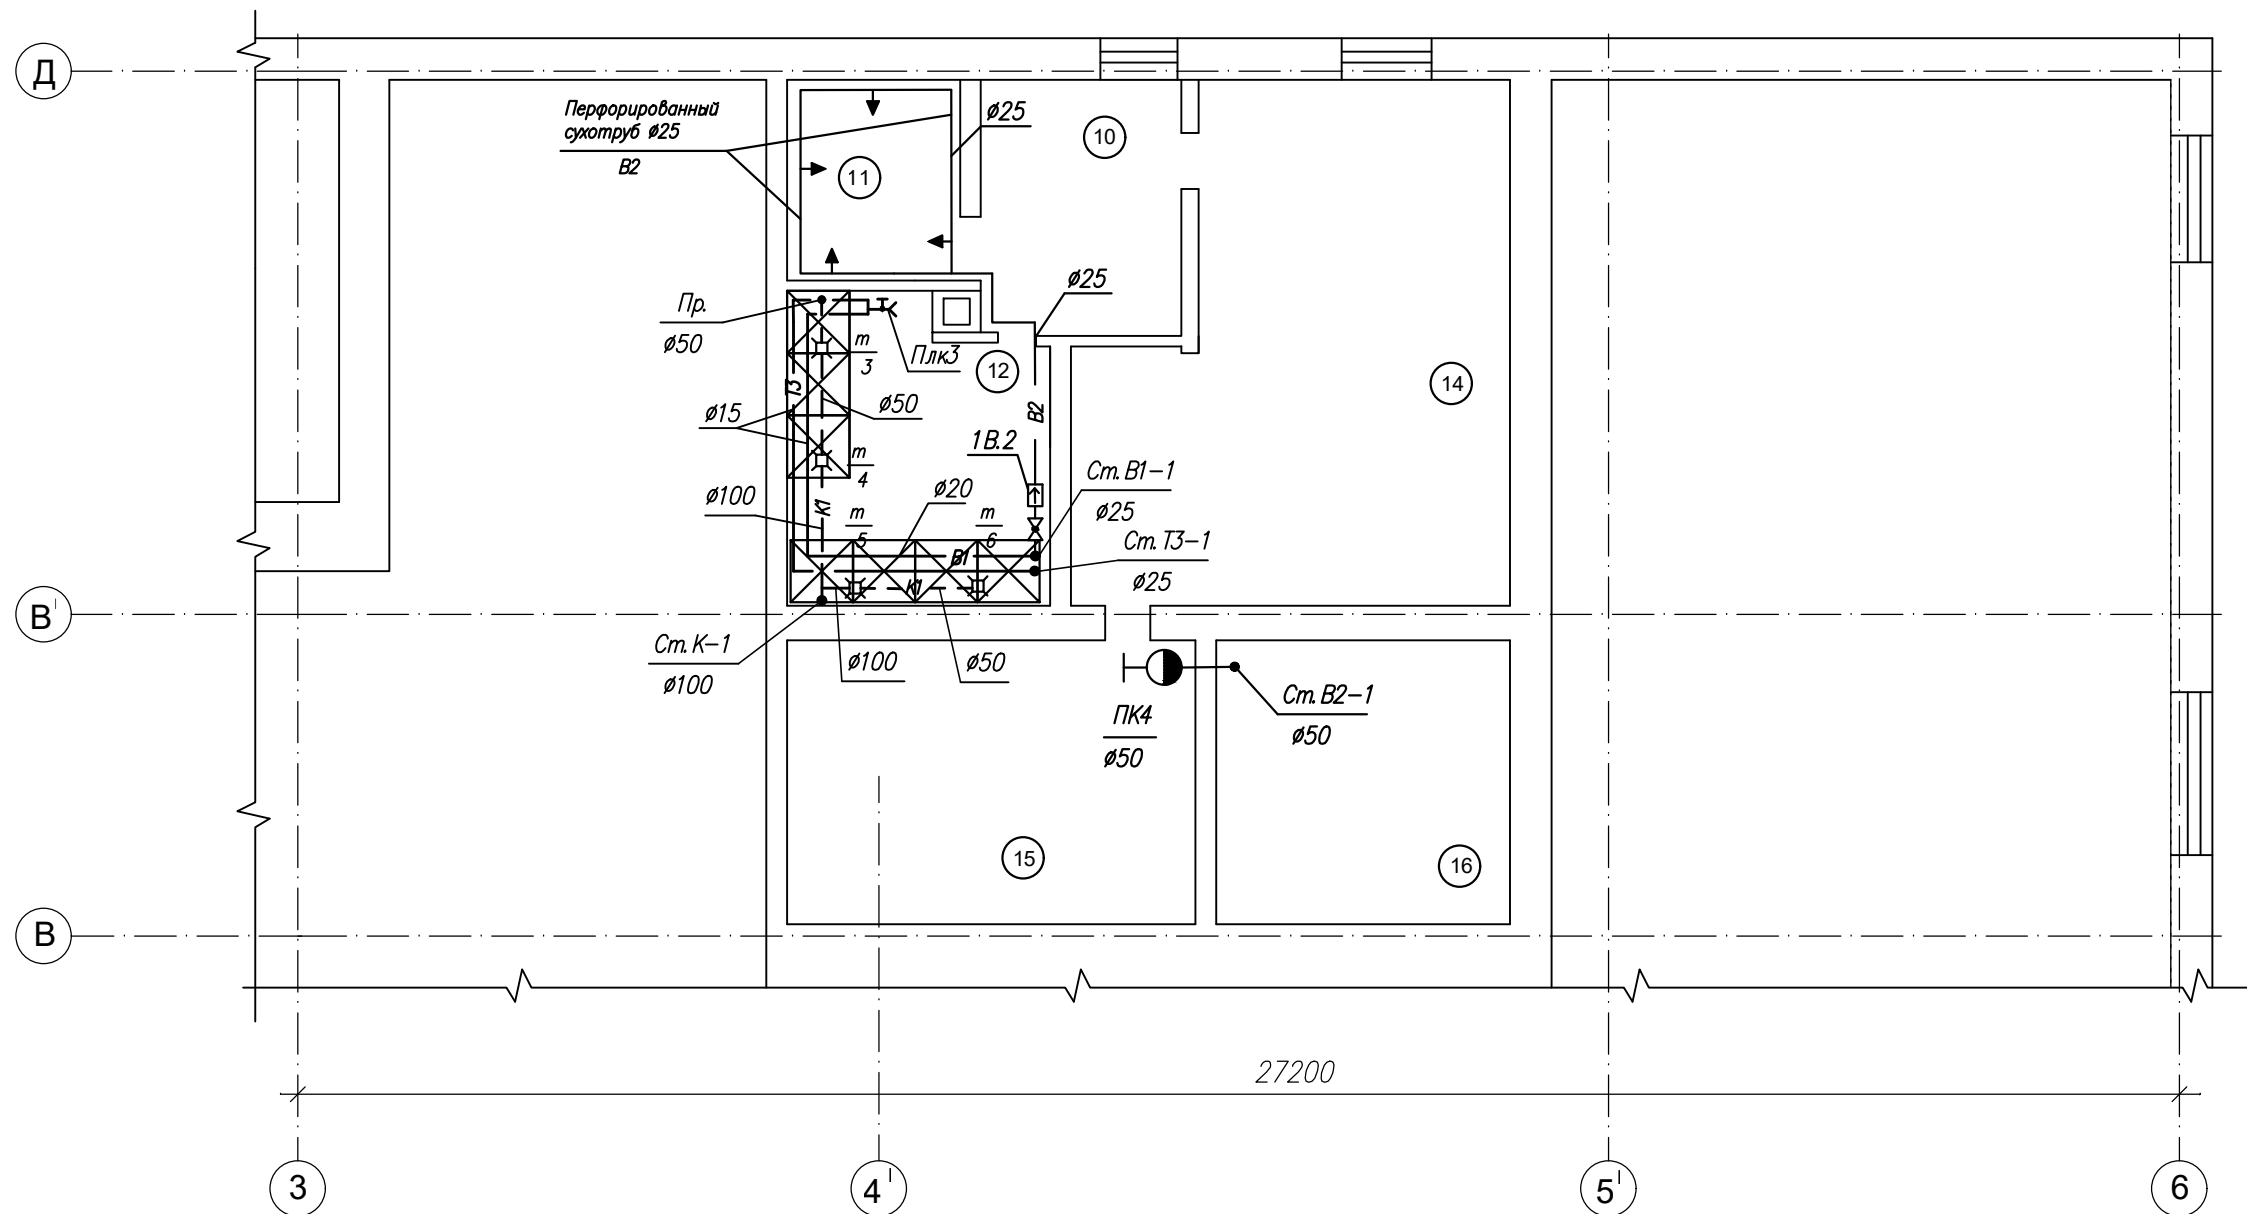 Д
Перфорированный
сухотруб ø25
В2
ø25
10
11
ø25
Пр.
ø50
т
3
Плк3
12
14
Т3
ø15
ø50
В2
т
4
1В.2
Ст.В1-1
ø25
ø100
К1
ø20
т
5
т
6
Ст.Т3-1
ø25
В1
К1
В'
Ст.К-1
ø100
ø100
ø50
ПК4
ø50
Ст.В2-1
ø50
15
16
В
27200
3
4'
5'
6